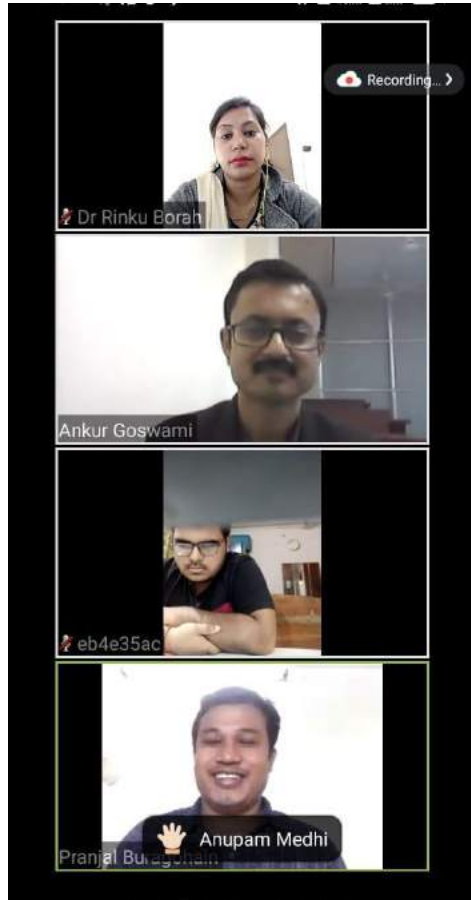 Recording...
Dr Rinku Borah
Ankur Goswami
eb4e35ac
Anupam Medhi
Pranjal Buragohain